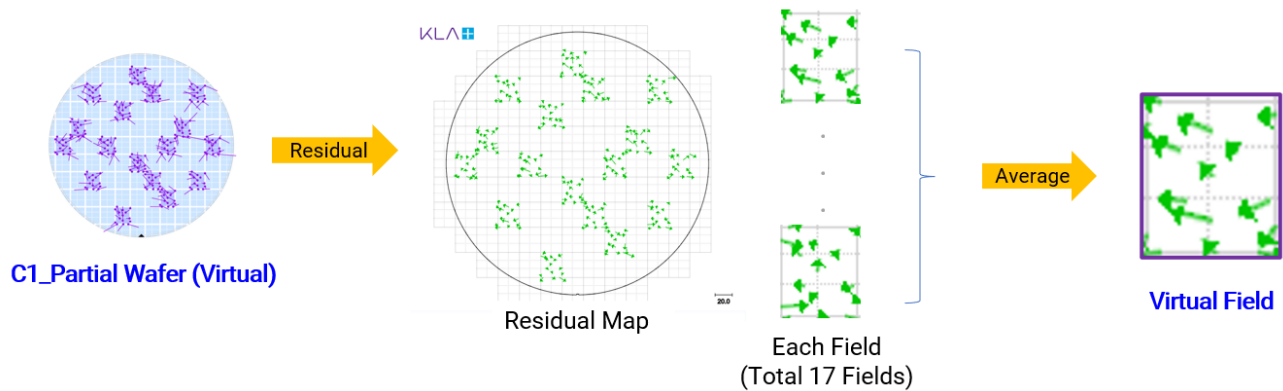 KLA
Residual
Average
C1_Partial Wafer (Virtual)
20.0
Residual Map
Virtual Field
Each Field
(Total 17 Fields)